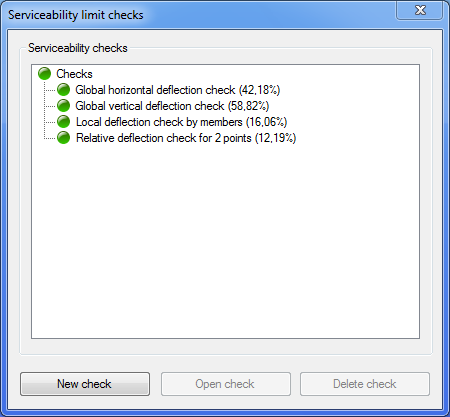 Serviceability limit checks
Serviceability checks
Checks
Global horizontal deflection check (42,18%)
Global vertical deflection check (58,82%)
Local deflection check by members (16,06%)
Relative deflection check for 2 points (12,19%)
New check
Open check
Delete check